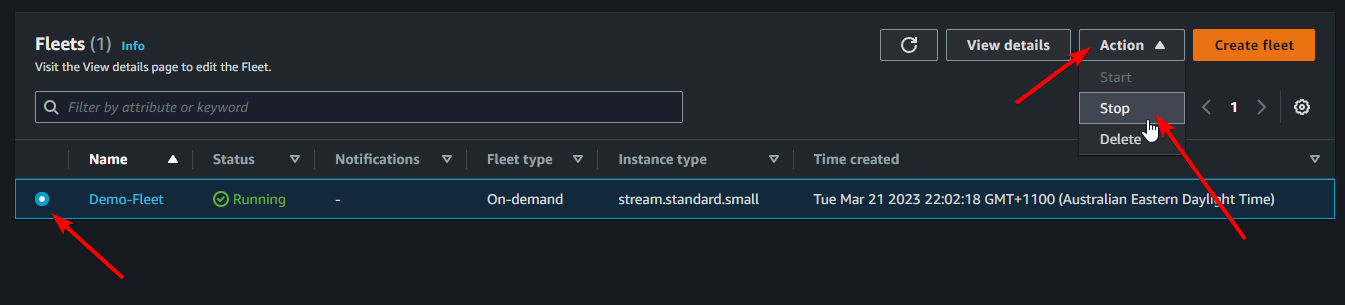 Fleets (1) Info
View details
Action
Create fleet
Visit the View details page to edit the Fleet.
Start
Filter by attribute or keyword
Stop
1
Delete
Name Status Notifications Fleet type Instance type Time created
Demo-Fleet Running - On-demand stream.standard.small Tue Mar 21 2023 22:02:18 GMT+1100 (Australian Eastern Daylight Time)